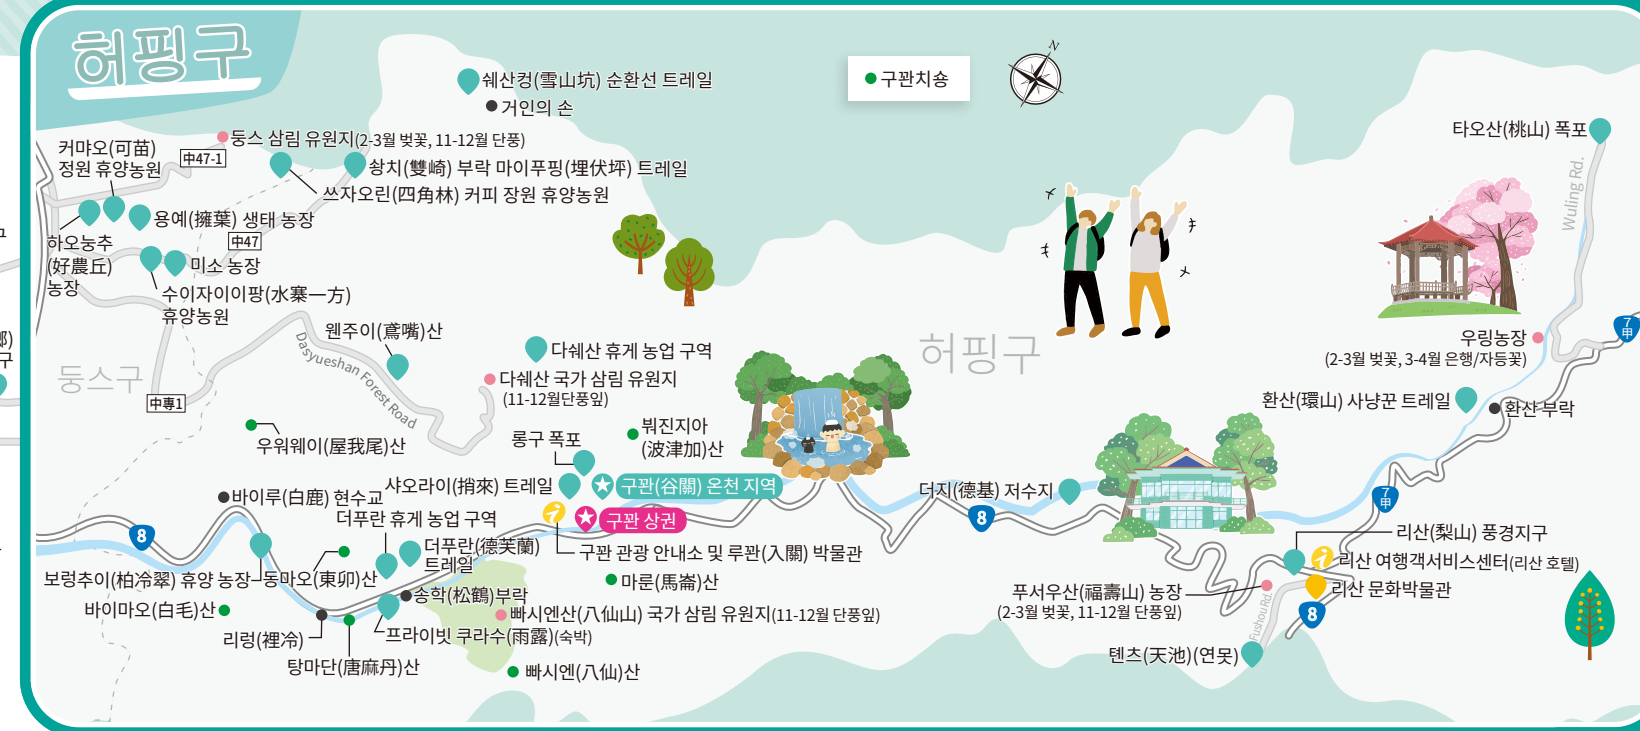 허핑구
쉐산컹(雪山坑) 순환선 트레일
거인의 손
구꽌치숑
N
타오산(桃山) 폭포
Wuling Rd.
커먀오(可苗)
정원 휴양농원
中47-1
둥스 삼림 유원지(2-3월 벚꽃, 11-12월 단풍)
솽치(雙崎) 부락 마이푸핑(埋伏坪) 트레일
쓰자오린(四角林) 커피 장원 휴양농원
용예(擁葉) 생태 농장
中47
하오눙추
(好農丘)
농장
미소 농장
수이자이이팡(水寨一方)
휴양농원
웬주이(鳶嘴)산
Dasyueshan Forest Road
둥스구
中專1
다쉐산 휴게 농업 구역
다쉐산 국가 삼림 유원지
(11-12월단풍잎)
허핑구
7
甲
우링농장
(2-3월 벚꽃, 3-4월 은행/자등꽃)
환산(環山) 사냥꾼 트레일
환산 부락
우워웨이(屋我尾)산
롱구 폭포
붜진지아
(波津加)산
바이루(白鹿) 현수교
샤오라이(捎來) 트레일
구꽌(谷關) 온천 지역
구꽌 상권
더푸란 휴게 농업 구역
더푸란(德芙蘭)
트레일
구꽌 관광 안내소 및 루꽌(入關) 박물관
더지(德基) 저수지
8
7
甲
8
리산(梨山) 풍경지구
리산 여행객서비스센터(리산 호텔)
리산 문화박물관
8
보렁추이(柏冷翠) 휴양 농장
동마오(東卯)산
마룬(馬崙)산
푸서우산(福壽山) 농장
(2-3월 벚꽃, 11-12월 단풍잎)
Fushou Rd.
바이마오(白毛)산
송학(松鶴)부락
빠시엔산(八仙山) 국가 삼림 유원지(11-12월 단풍잎)
리렁(裡冷)
프라이빗 쿠라수(雨露)(숙박)
탕마단(唐麻丹)산
빠시엔(八仙)산
톈츠(天池)(연못)